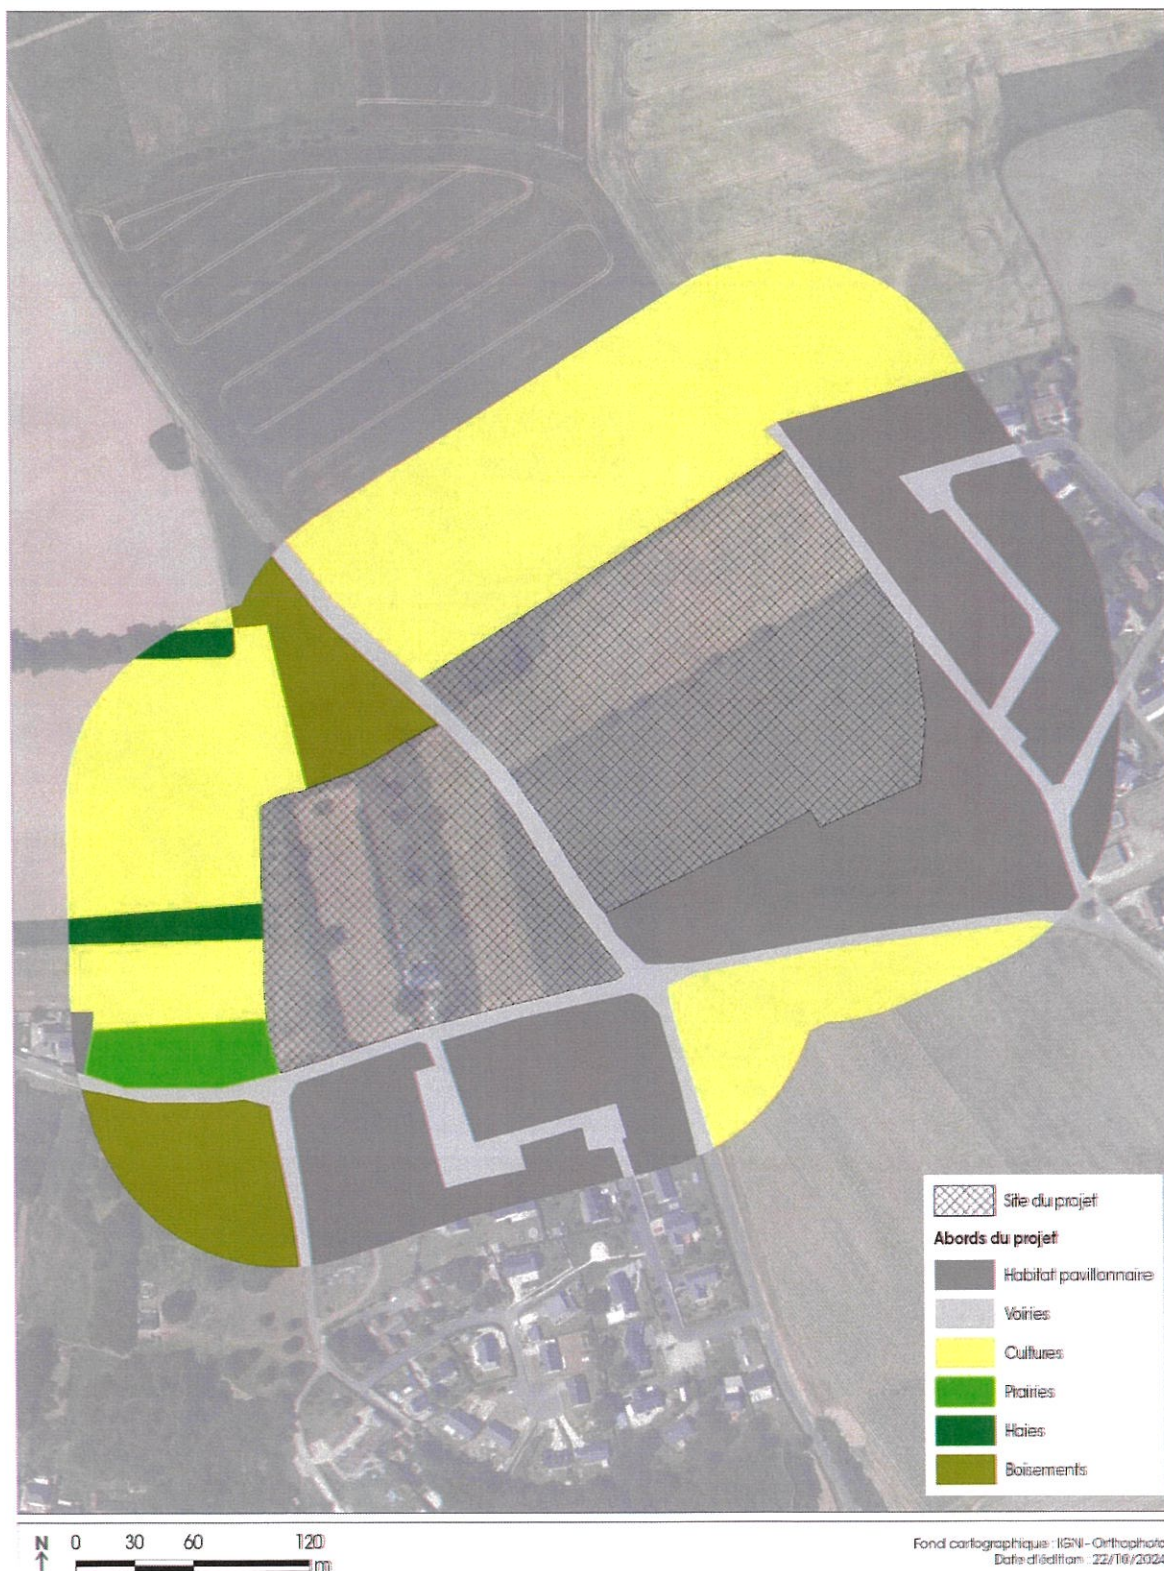 Site du projet
Abords du projet
Habitat pavillonnaire
Voiries
Cultures
Prairies
Haies
Boisements
N 0 30 60 120
m
Fond cartographique : IGN - Orthophoto
Date d'édition : 22/10/2024